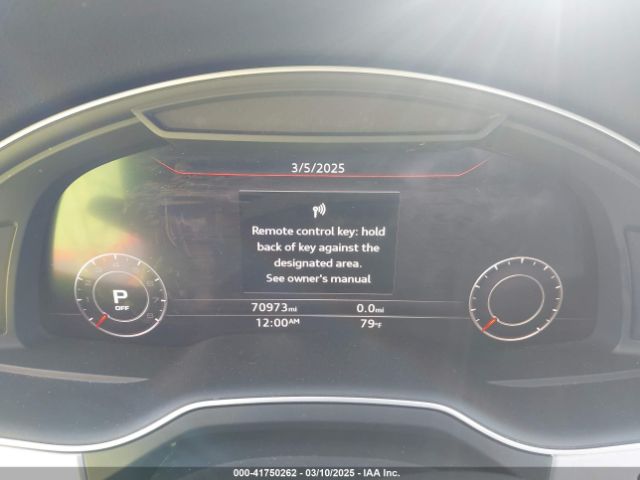 3/5/2025
Remote control key: hold
back of key against the
designated area.
See owner's manual
P
OFF
70973mi 0.0mi
12:00AM 79°F
000-41750262 - 03/10/2025 - IAA Inc.